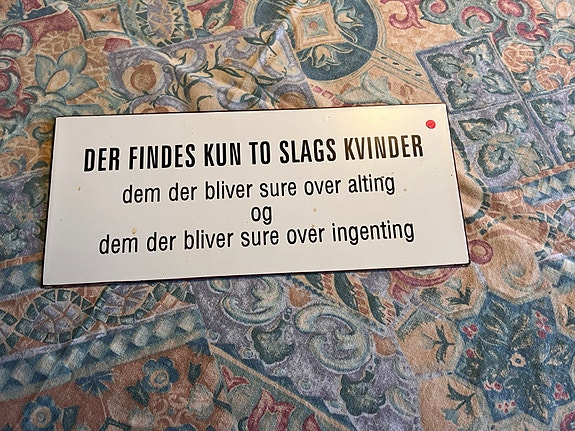 DER FINDES KUN TO SLAGS KVINDER
dem der bliver sure over alting
og
dem der bliver sure over ingenting